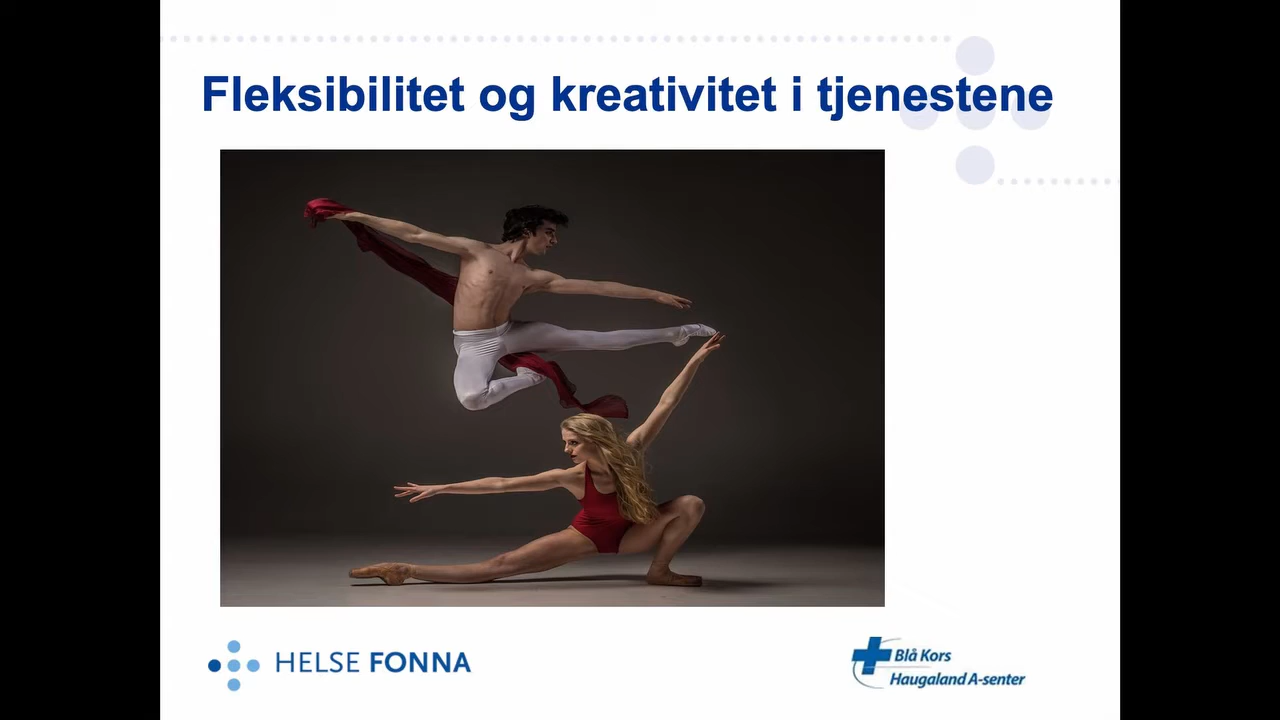 Fleksibilitet og kreativitet i tjenestene
HELSE FONNA
Blå Kors
Haugaland A-senter